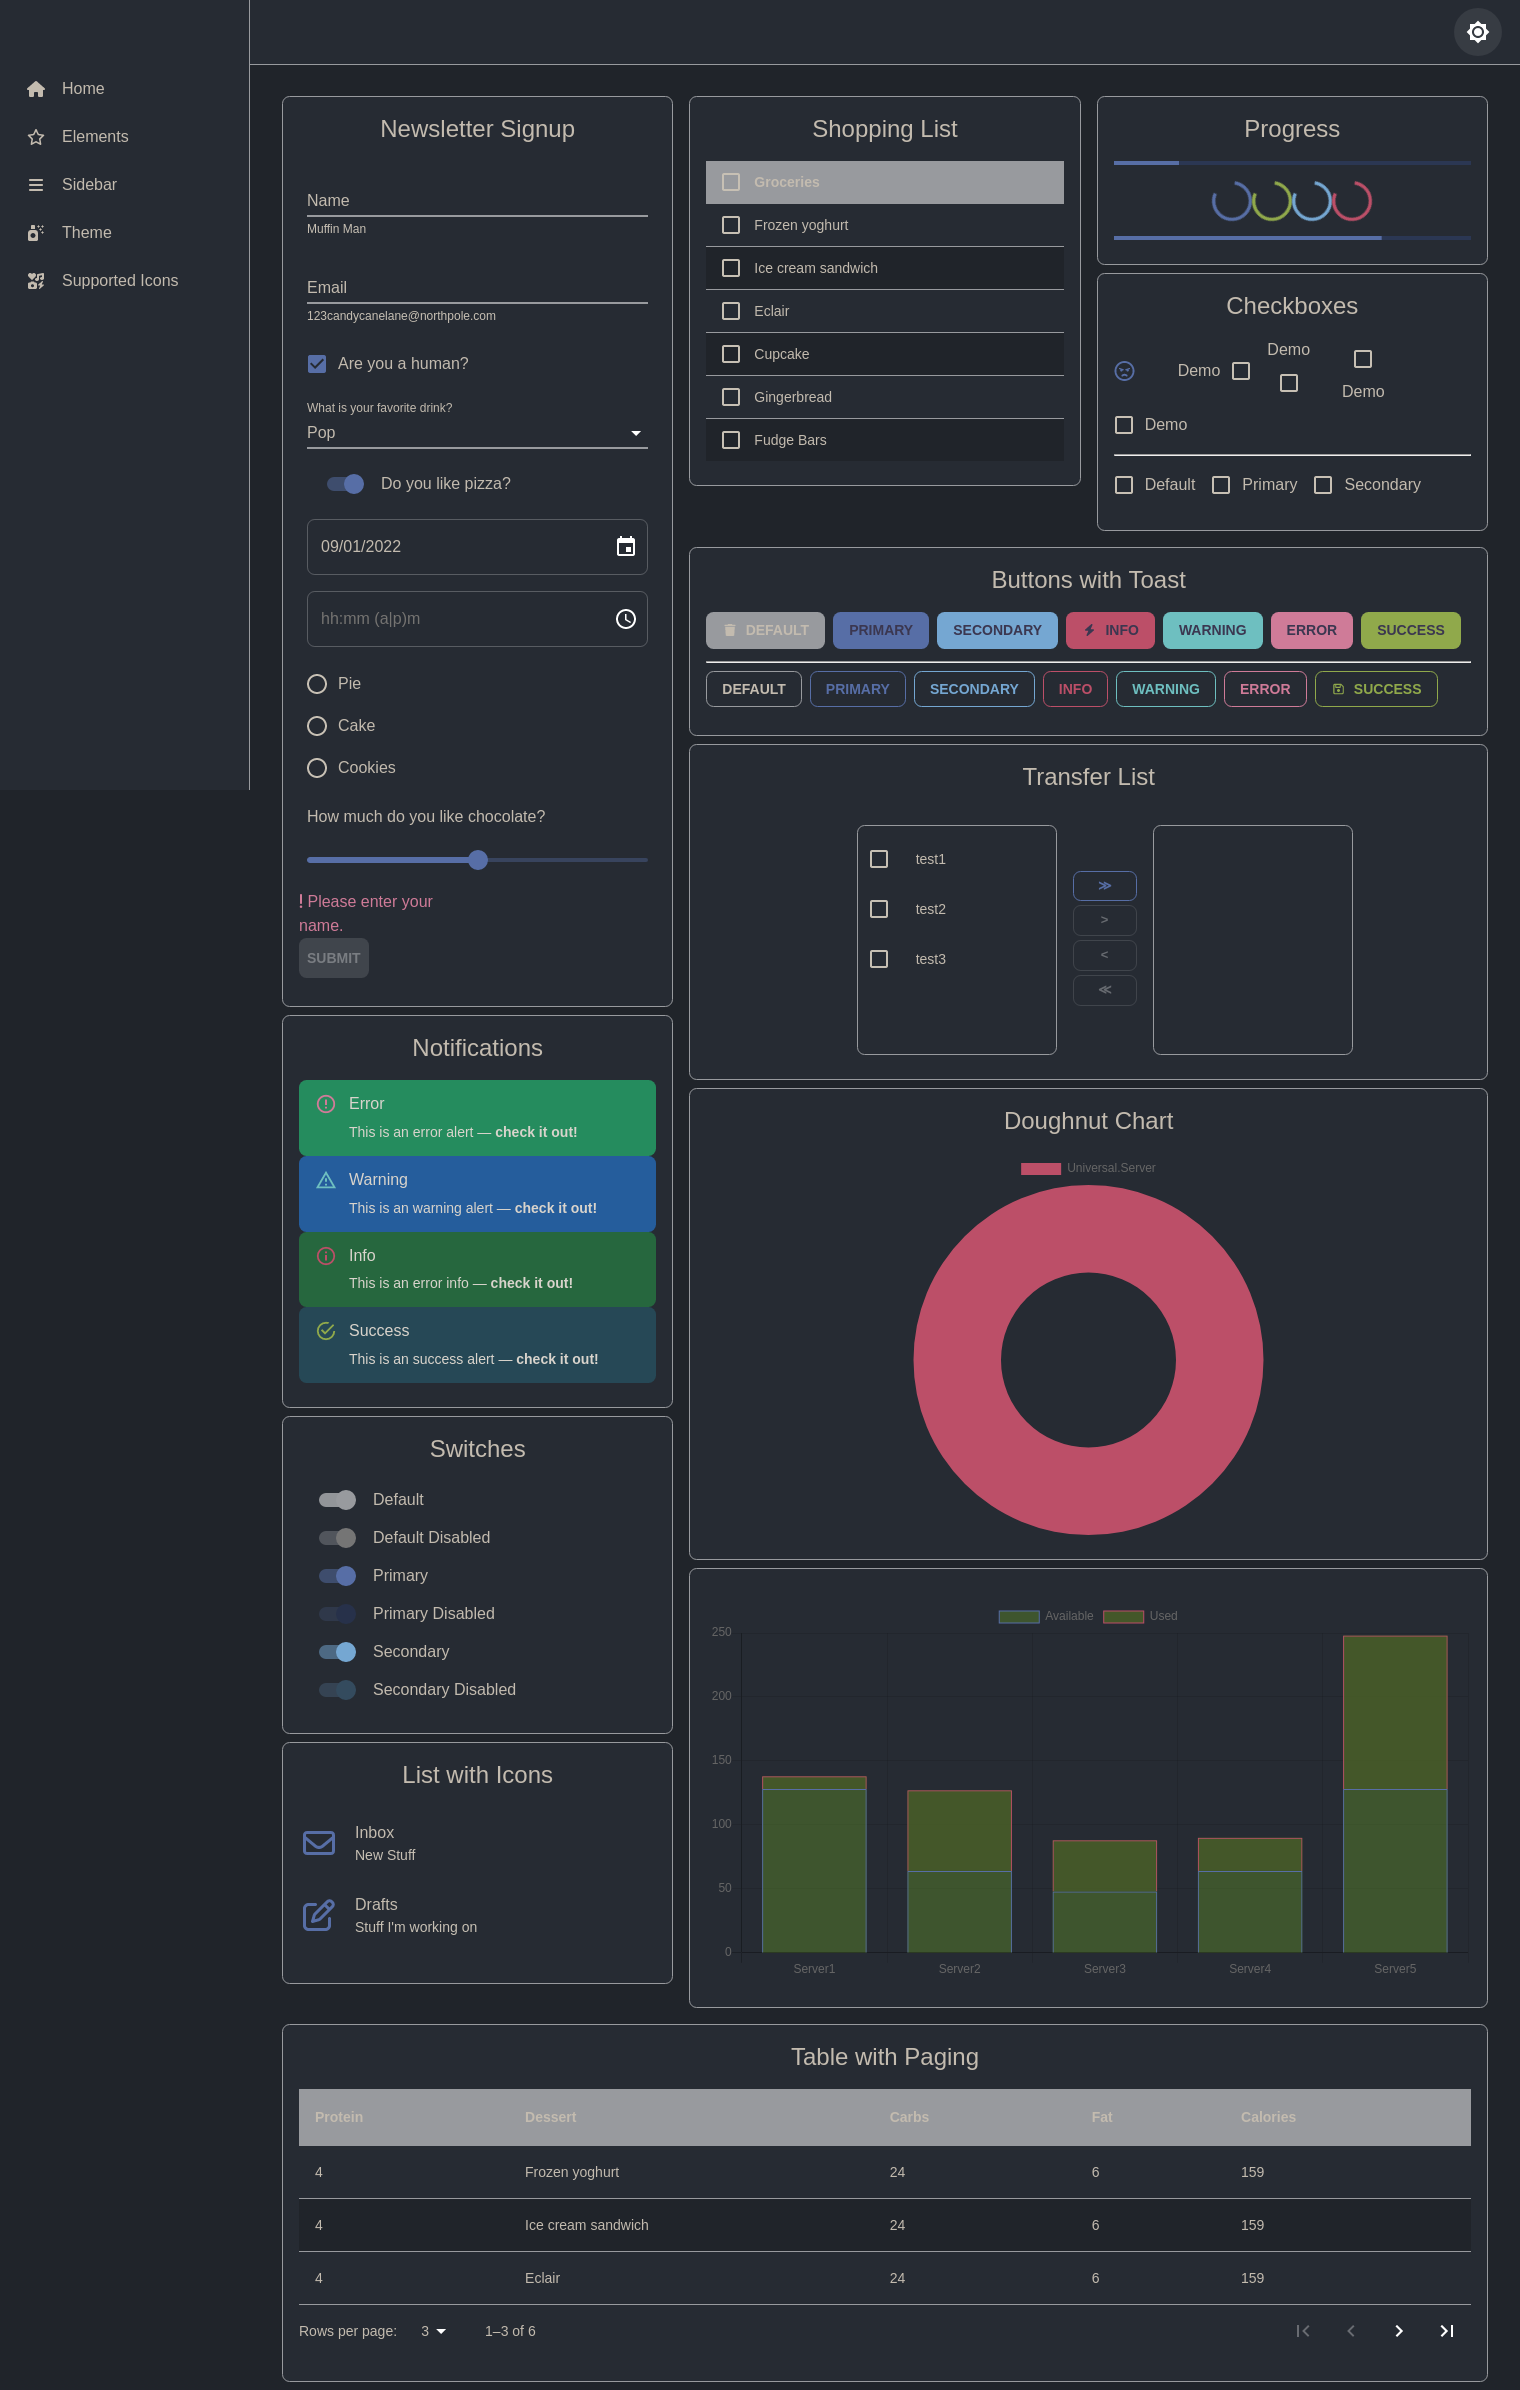 Home
Elements
Sidebar
Theme
Supported Icons
Newsletter Signup
Name
Muffin Man
Email
123candycanelane@northpole.com
Are you a human?
What is your favorite drink?
Pop
Do you like pizza?
09/01/2022
hh:mm (a|p)m
Pie
Cake
Cookies
How much do you like chocolate?
! Please enter your
name.
SUBMIT
Notifications
Error
This is an error alert — check it out!
Warning
This is an warning alert — check it out!
Info
This is an error info — check it out!
Success
This is an success alert — check it out!
Switches
Default
Default Disabled
Primary
Primary Disabled
Secondary
Secondary Disabled
List with Icons
Inbox
New Stuff
Drafts
Stuff I'm working on
Shopping List
Groceries
Frozen yoghurt
Ice cream sandwich
Eclair
Cupcake
Gingerbread
Fudge Bars
Progress
Checkboxes
Demo
Demo
Demo
Demo
Default Primary Secondary
Buttons with Toast
DEFAULT PRIMARY SECONDARY INFO WARNING ERROR SUCCESS
DEFAULT PRIMARY SECONDARY INFO WARNING ERROR SUCCESS
Transfer List
test1
test2
test3
≫
>
<
≪
Doughnut Chart
Universal.Server
Available Used
250
200
150
100
50
0
Server1 Server2 Server3 Server4 Server5
Table with Paging
Protein Dessert Carbs Fat Calories
4 Frozen yoghurt 24 6 159
4 Ice cream sandwich 24 6 159
4 Eclair 24 6 159
Rows per page: 3 1–3 of 6